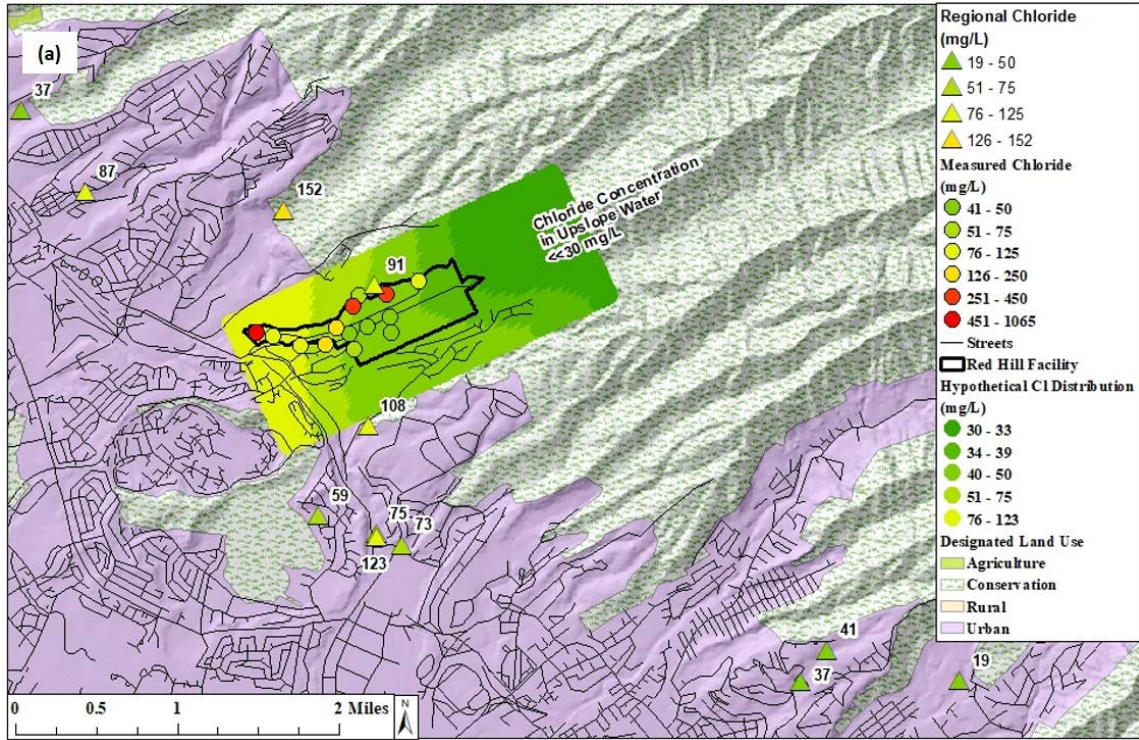 (a)
37
87
152
Chloride Concentration
in Upslope Water
<<30 mg/L
91
108
59
75
73
123
41
37
19
0
0.5
1
2 Miles
N
Regional Chloride
(mg/L)
19 - 50
51 - 75
76 - 125
126 - 152
Measured Chloride
(mg/L)
41 - 50
51 - 75
76 - 125
126 - 250
251 - 450
451 - 1065
Streets
Red Hill Facility
Hypothetical Cl Distribution
(mg/L)
30 - 33
34 - 39
40 - 50
51 - 75
76 - 123
Designated Land Use
Agriculture
Conservation
Rural
Urban